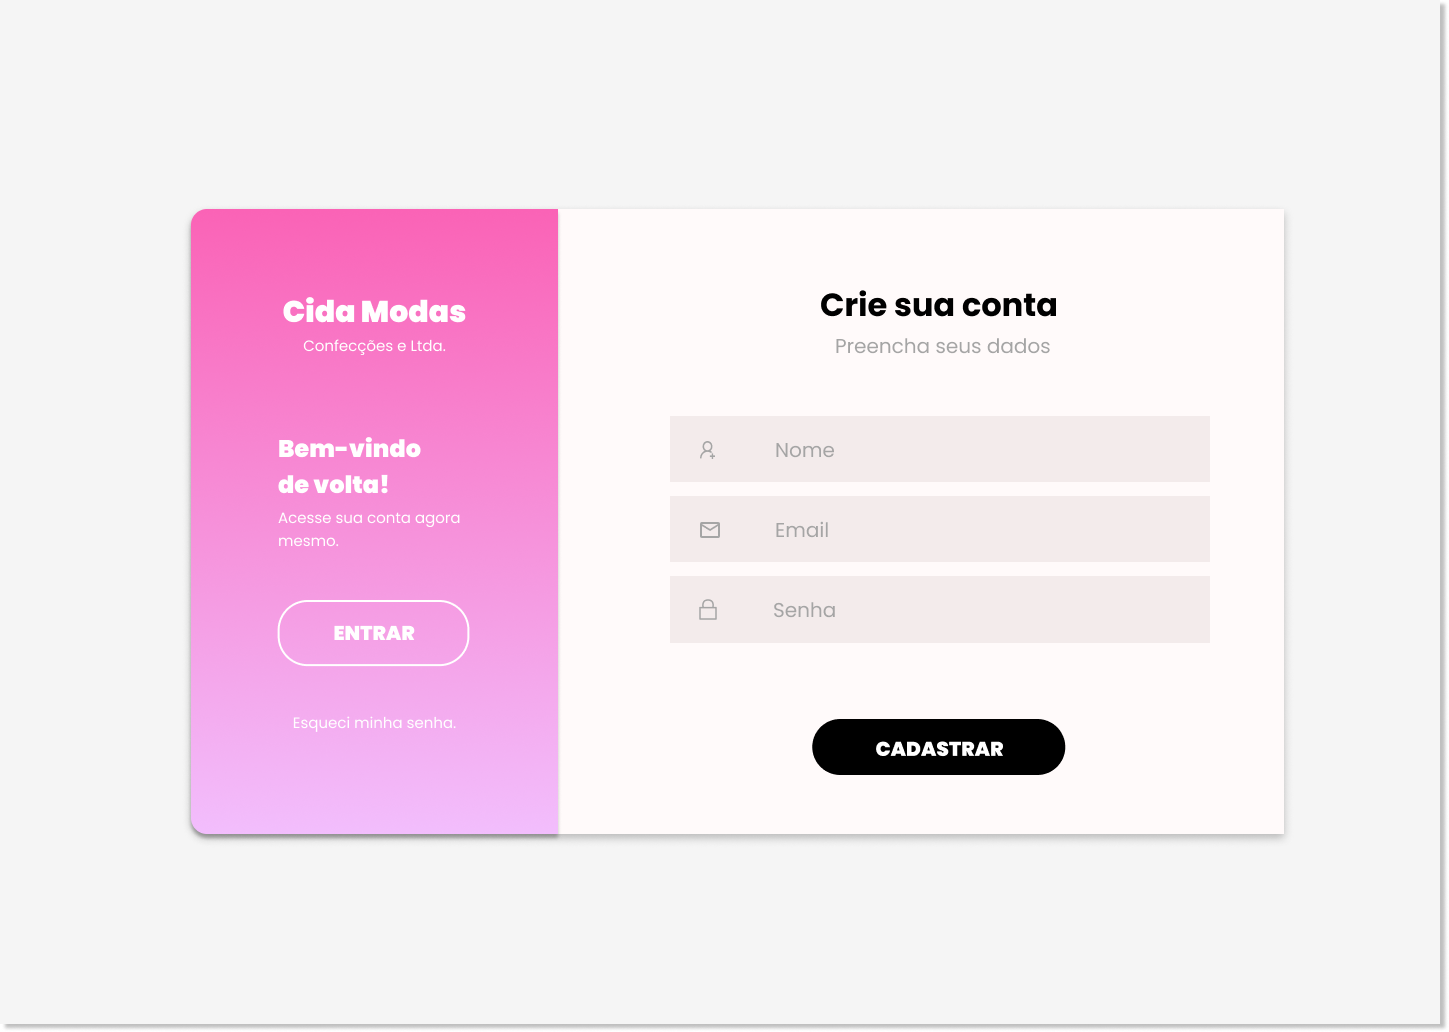 Cida Modas
Confecções e Ltda.
Bem-vindo
de volta!
Acesse sua conta agora
mesmo.
ENTRAR
Esqueci minha senha.
Crie sua conta
Preencha seus dados
Nome
Email
Senha
CADASTRAR